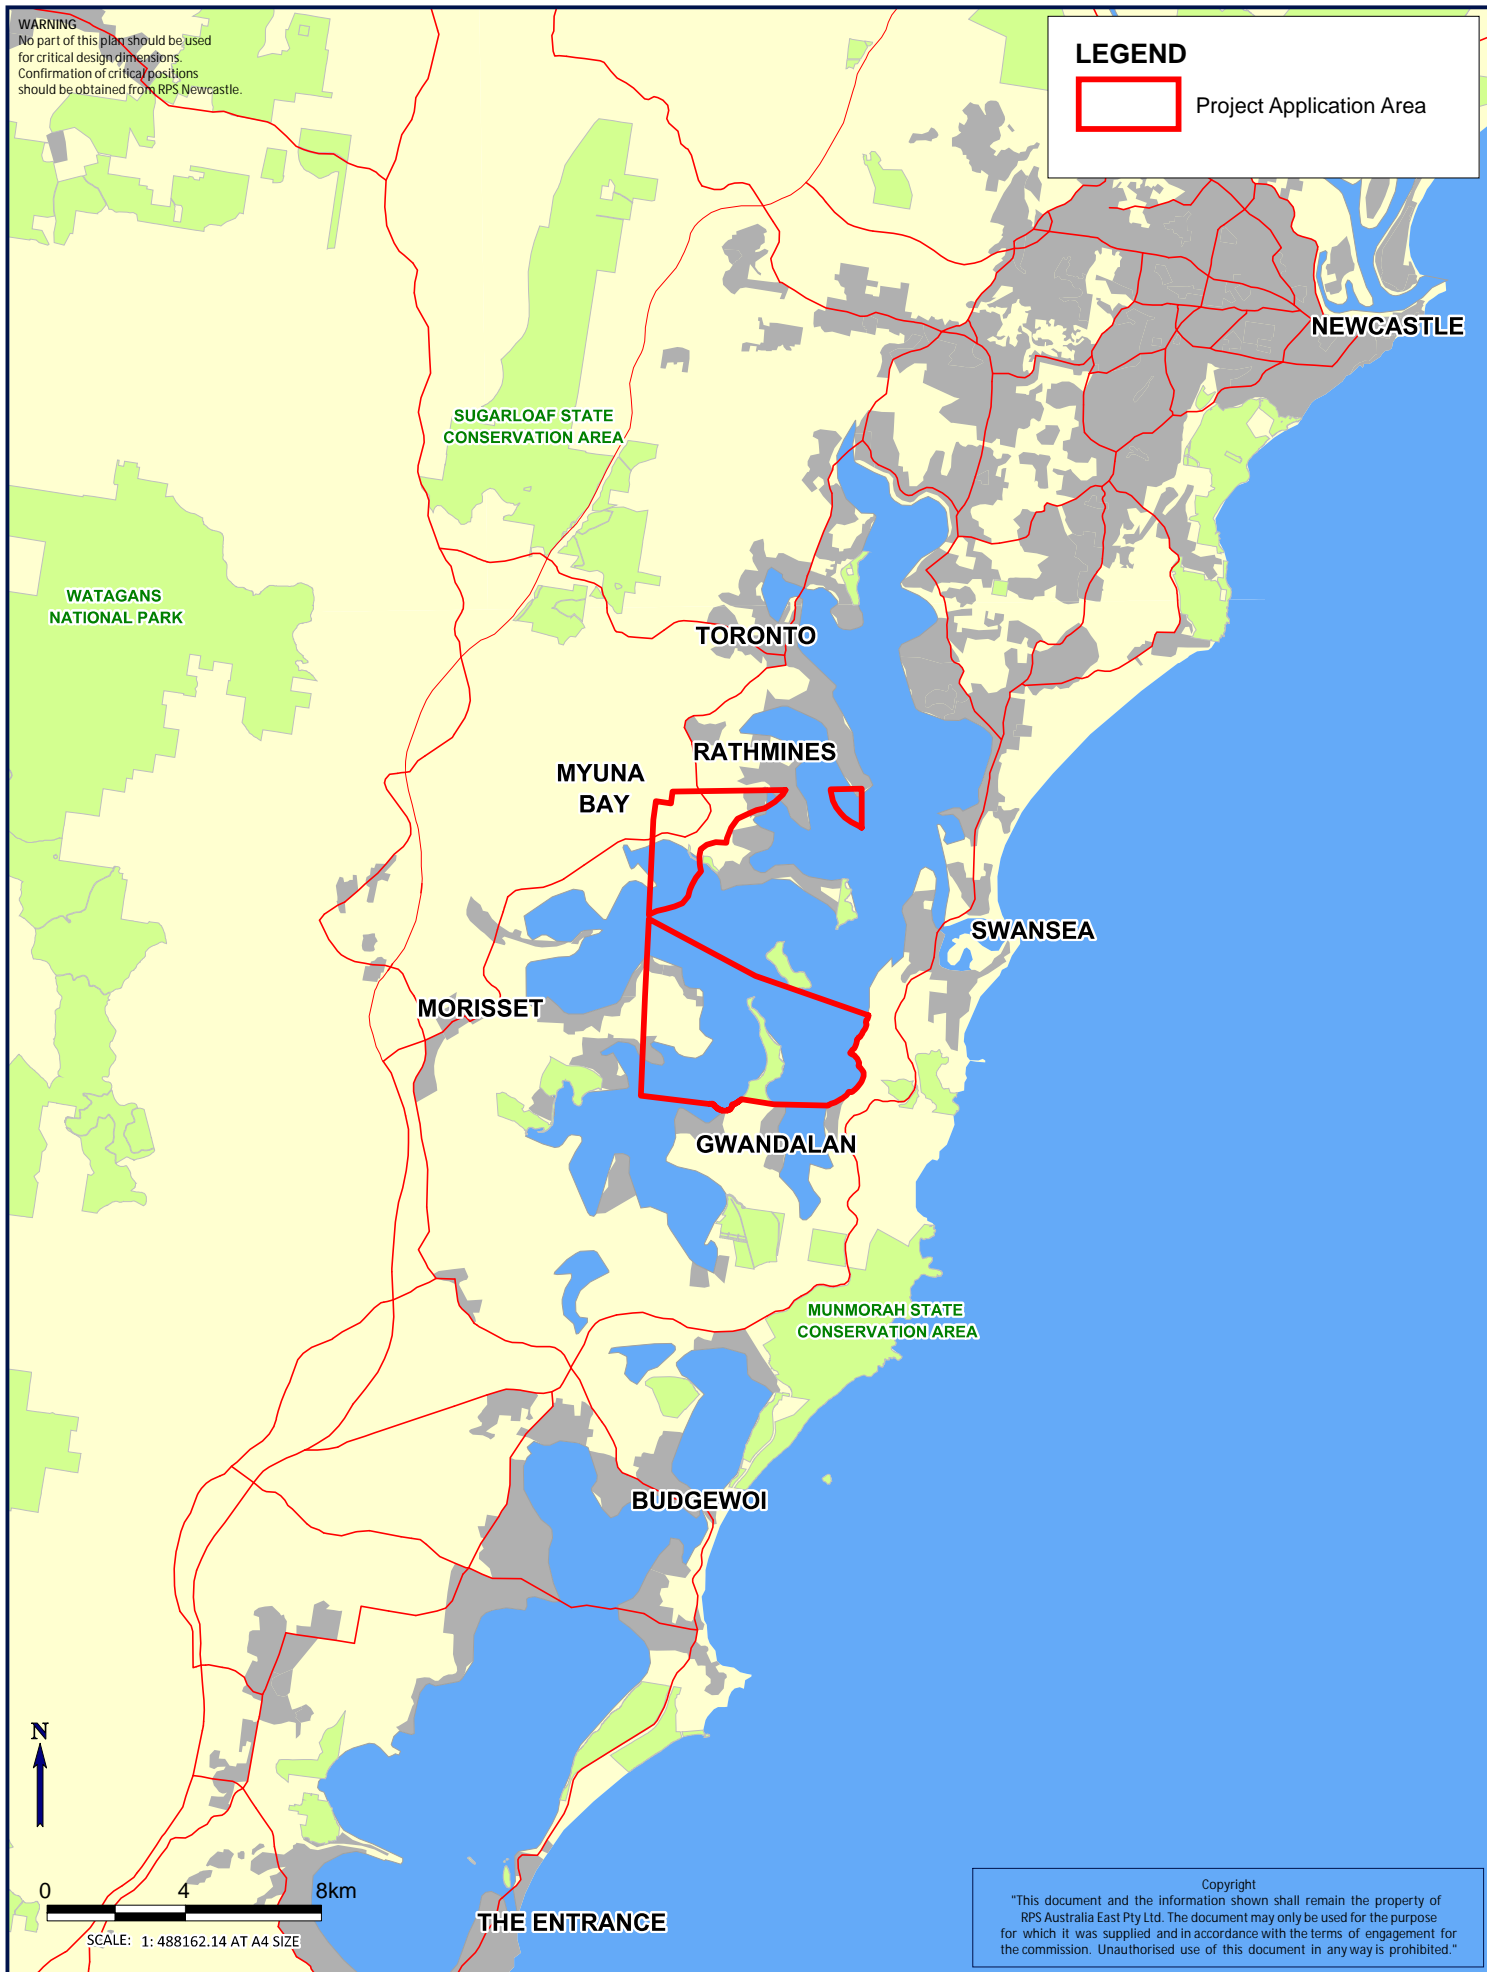 WARNING
No part of this plan should be used
for critical design dimensions.
Confirmation of critical positions
should be obtained from RPS Newcastle.
LEGEND
Project Application Area
NEWCASTLE
SUGARLOAF STATE
CONSERVATION AREA
WATAGANS
NATIONAL PARK
TORONTO
RATHMINES
MYUNA
BAY
SWANSEA
MORISSET
GWANDALAN
MUNMORAH STATE
CONSERVATION AREA
BUDGEWOI
N
0 4 8km
SCALE: 1: 488162.14 AT A4 SIZE
THE ENTRANCE
Copyright
"This document and the information shown shall remain the property of
RPS Australia East Pty Ltd. The document may only be used for the purpose
for which it was supplied and in accordance with the terms of engagement for
the commission. Unauthorised use of this document in any way is prohibited."